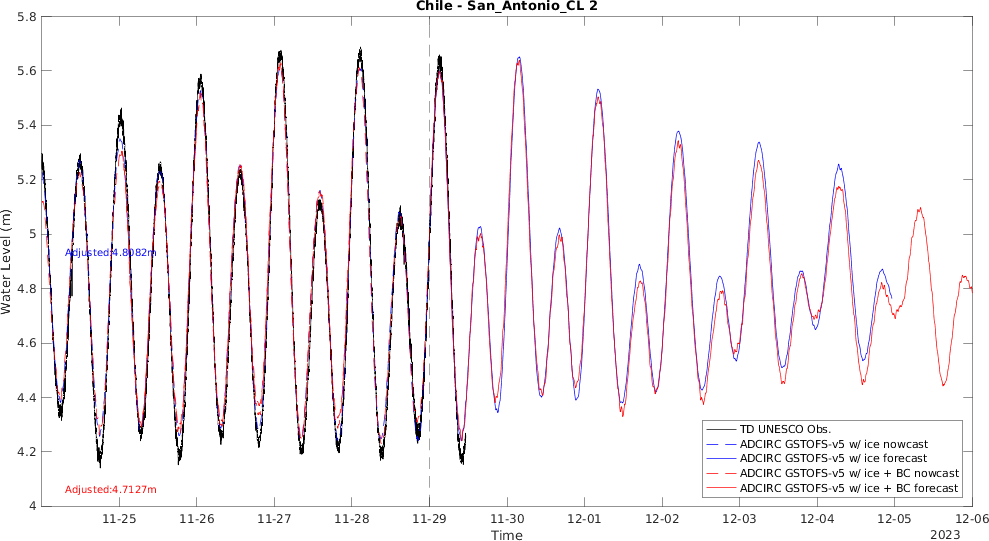 Chile - San_Antonio_CL 2
Water Level (m)
5.8
5.6
5.4
5.2
5
4.8
4.6
4.4
4.2
4
Adjusted:4.8082m
Adjusted:4.7127m
TD UNESCO Obs.
ADCIRC GSTOFS-v5 w/ ice nowcast
ADCIRC GSTOFS-v5 w/ ice forecast
ADCIRC GSTOFS-v5 w/ ice + BC nowcast
ADCIRC GSTOFS-v5 w/ ice + BC forecast
11-25 11-26 11-27 11-28 11-29 11-30 12-01 12-02 12-03 12-04 12-05 12-06
Time
2023